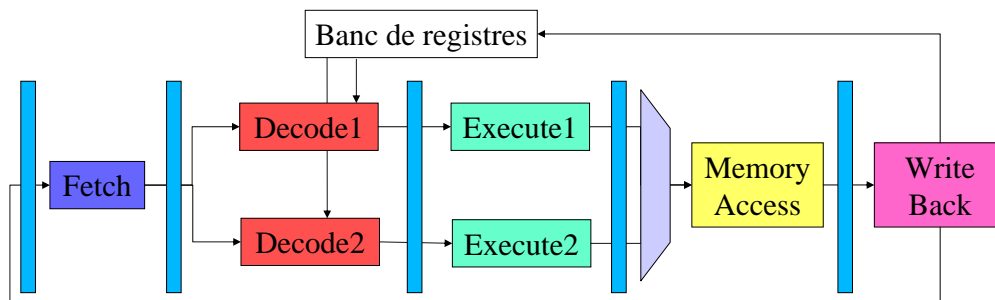 Banc de registres
Decode1
Execute1
Fetch
Memory
Access
Write
Back
Decode2
Execute2